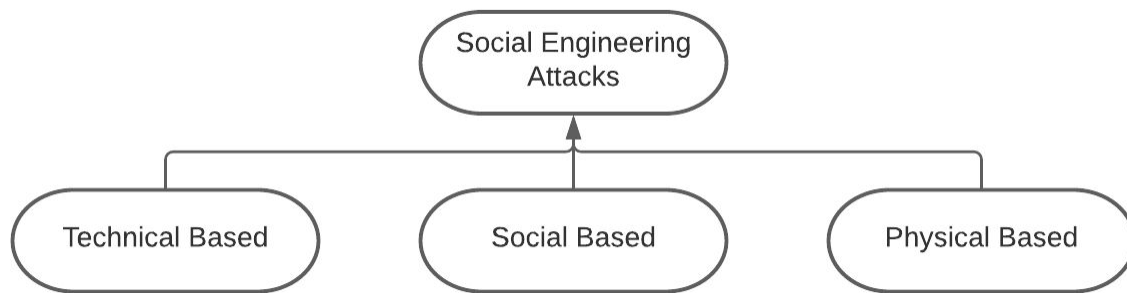 Social Engineering
Attacks
Technical Based
Social Based
Physical Based